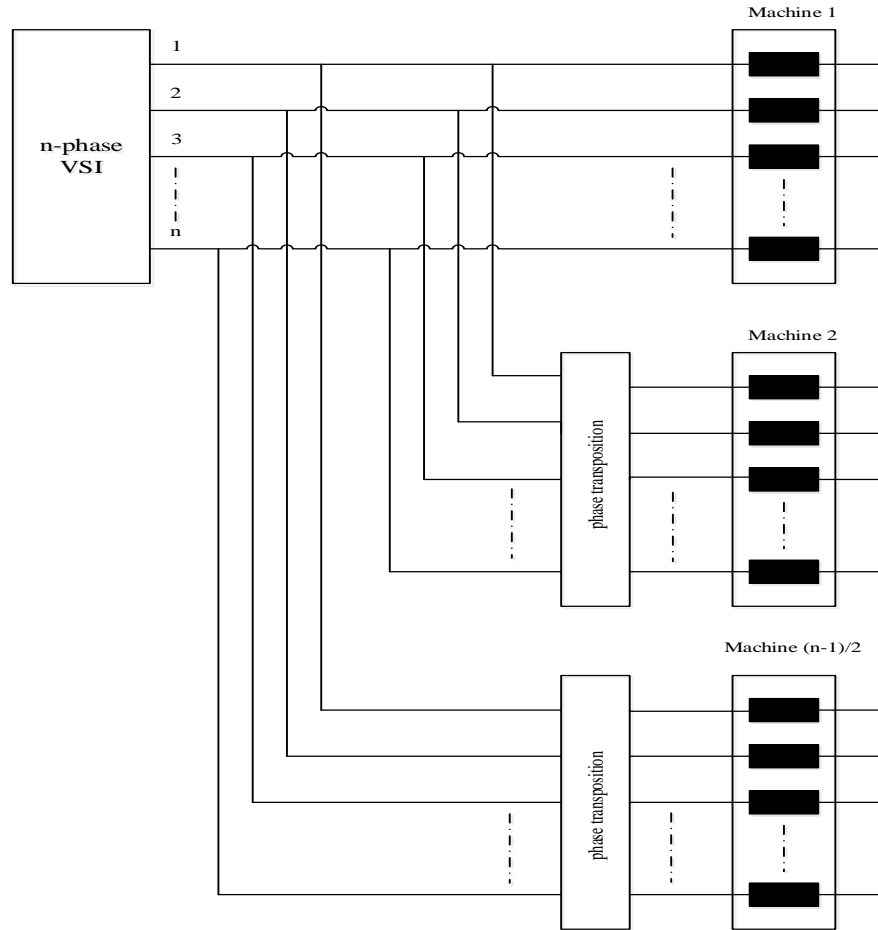 Machine 1
1
2
3
n
n-phase
VSI
Machine 2
phase transposition
Machine (n-1)/2
phase transposition